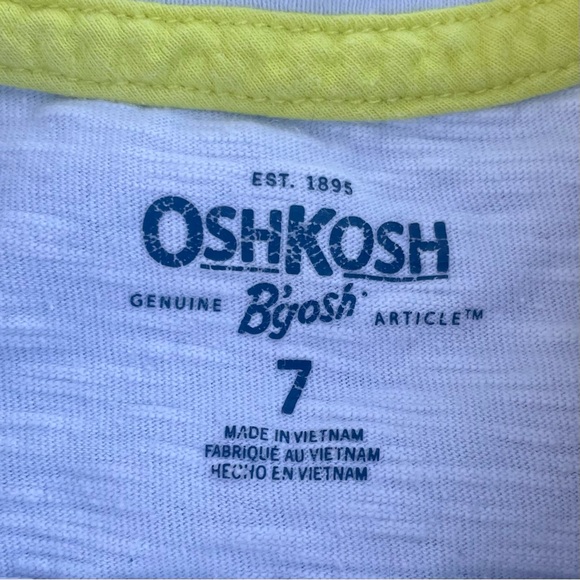 EST. 1895
OSHKOSH
GENUINE B'gosh ARTICLE™
7
MADE IN VIETNAM
FABRIQUÉ AU VIETNAM
HECHO EN VIETNAM